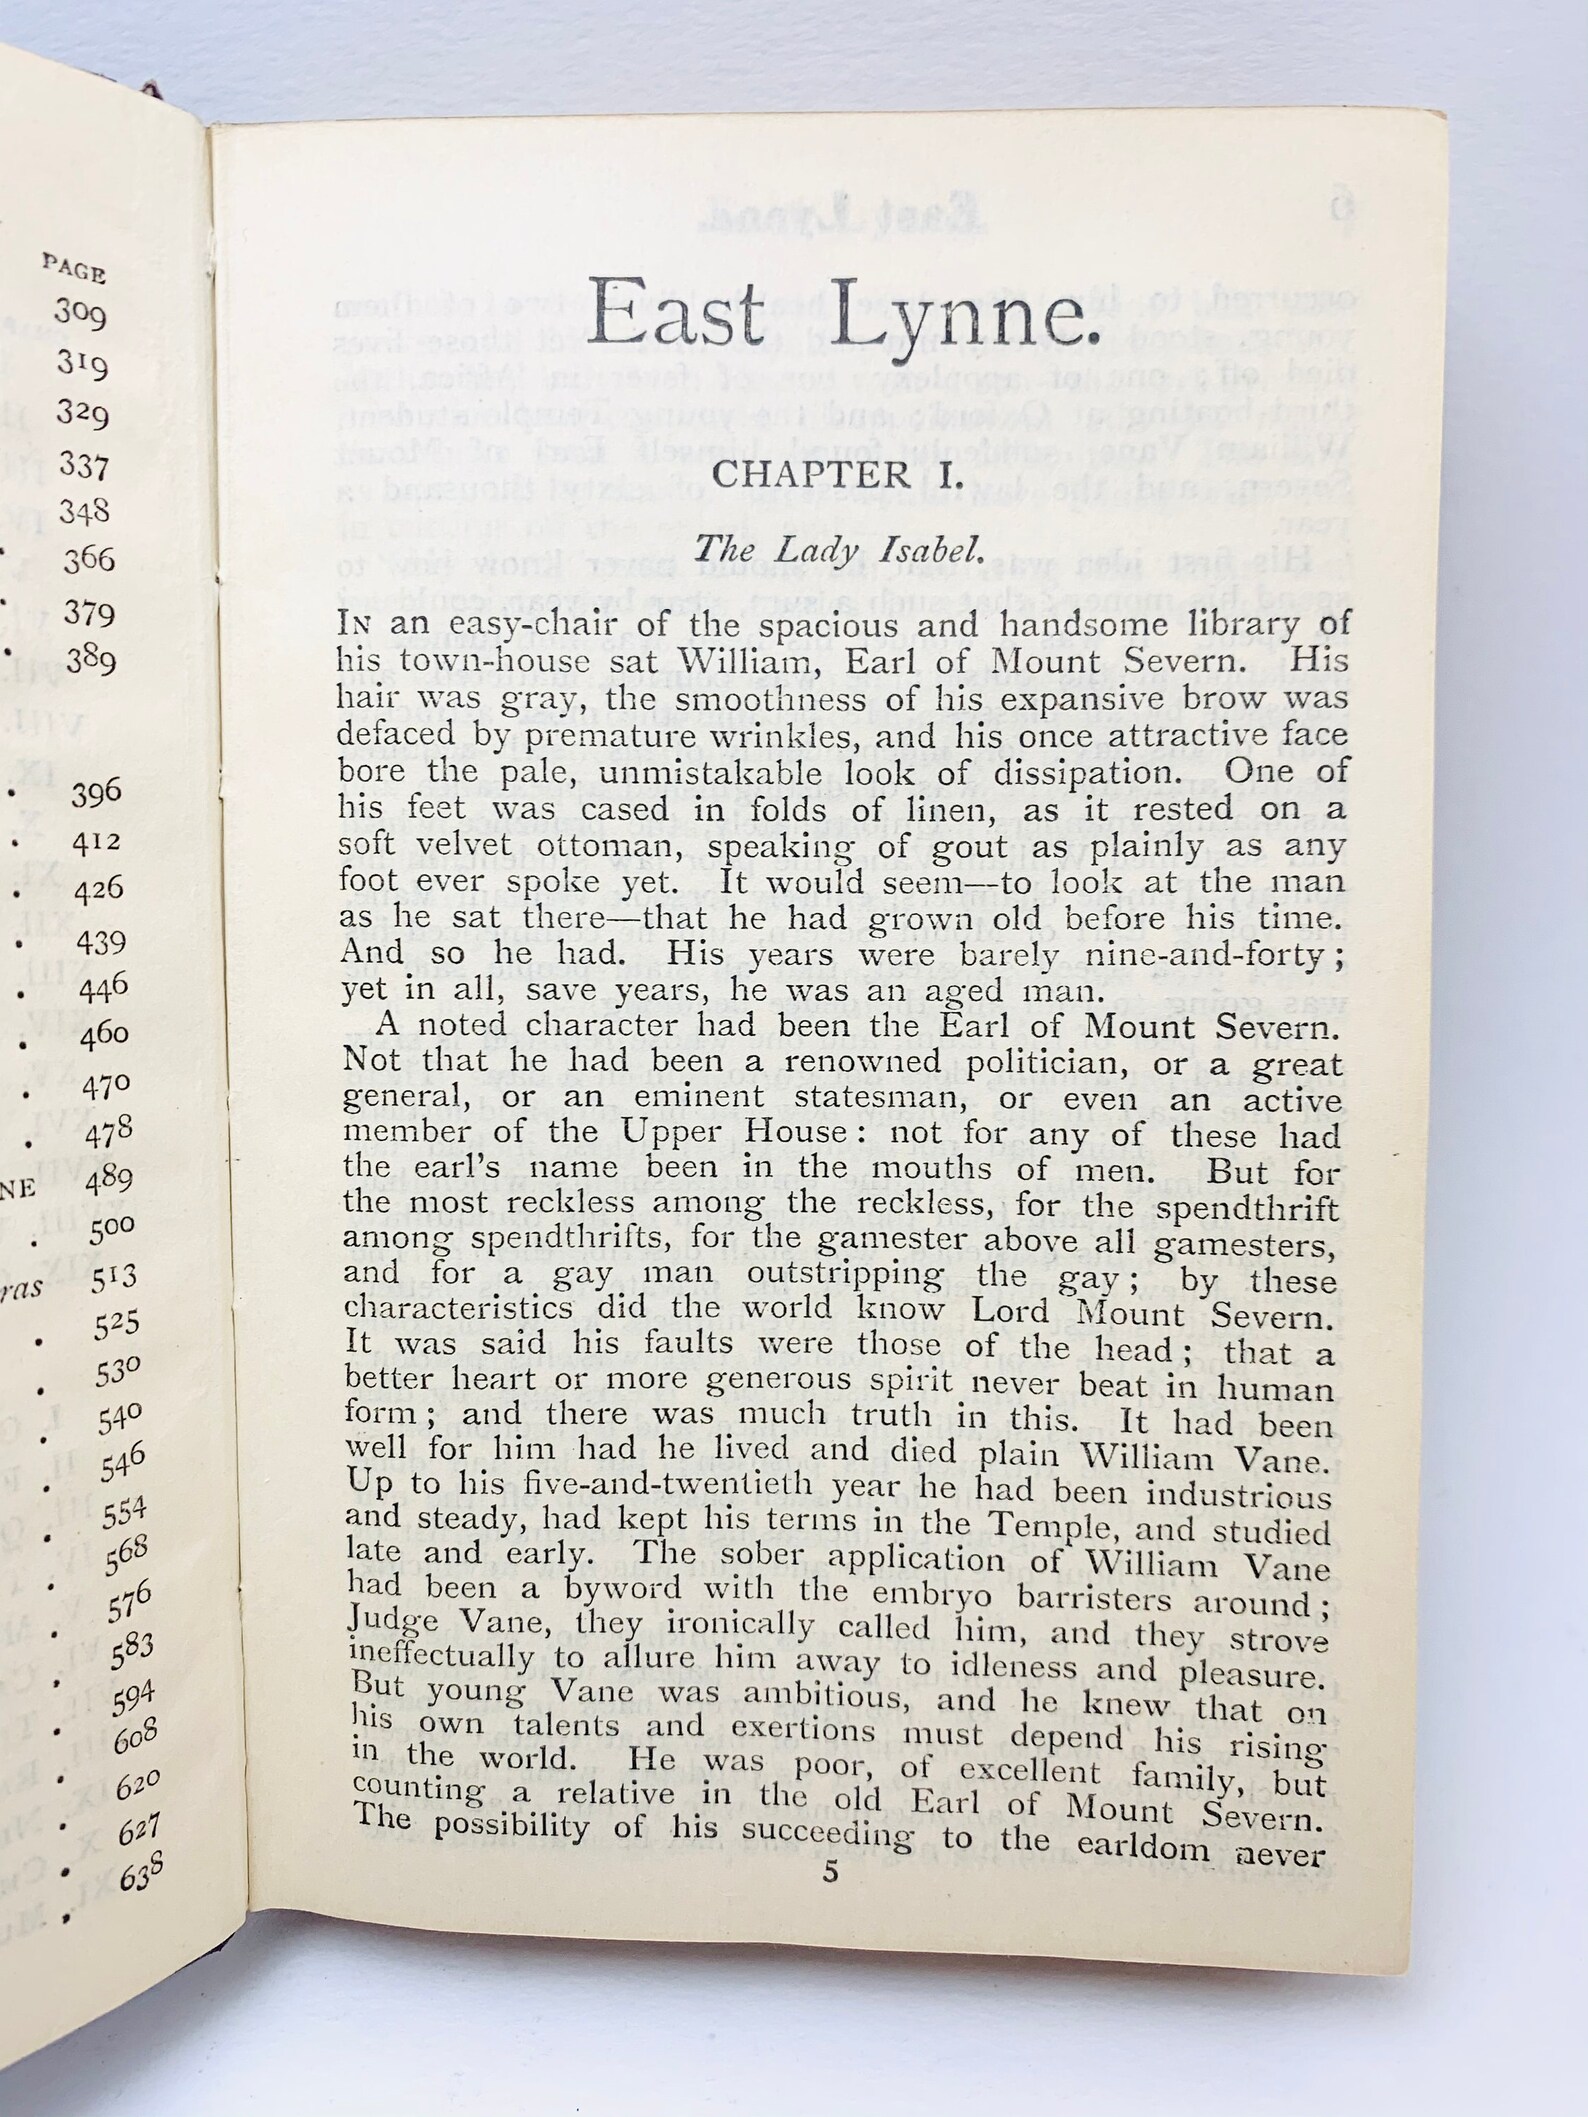 PAGE
309
319
329
337
348
366
379
389
396
412
426
439
446
460
470
478
NE 489
500
ras 513
525
530
540
546
554
568
576
583
594
608
620
627
638
East Lynne.
CHAPTER I.
The Lady Isabel.
IN an easy-chair of the spacious and handsome library of
his town-house sat William, Earl of Mount Severn. His
hair was gray, the smoothness of his expansive brow was
defaced by premature wrinkles, and his once attractive face
bore the pale, unmistakable look of dissipation. One of
his feet was cased in folds of linen, as it rested on a
soft velvet ottoman, speaking of gout as plainly as any
foot ever spoke yet. It would seem—to look at the man
as he sat there—that he had grown old before his time.
And so he had. His years were barely nine-and-forty;
yet in all, save years, he was an aged man.
A noted character had been the Earl of Mount Severn.
Not that he had been a renowned politician, or a great
general, or an eminent statesman, or even an active
member of the Upper House: not for any of these had
the earl's name been in the mouths of men. But for
the most reckless among the reckless, for the spendthrift
among spendthrifts, for the gamester above all gamesters,
and for a gay man outstripping the gay; by these
characteristics did the world know Lord Mount Severn.
It was said his faults were those of the head; that a
better heart or more generous spirit never beat in human
form; and there was much truth in this. It had been
well for him had he lived and died plain William Vane.
Up to his five-and-twentieth year he had been industrious
and steady, had kept his terms in the Temple, and studied
late and early. The sober application of William Vane
had been a byword with the embryo barristers around;
Judge Vane, they ironically called him, and they strove
ineffectually to allure him away to idleness and pleasure.
But young Vane was ambitious, and he knew that on
his own talents and exertions must depend his rising
in the world. He was poor, of excellent family, but
counting a relative in the old Earl of Mount Severn.
The possibility of his succeeding to the earldom never
5